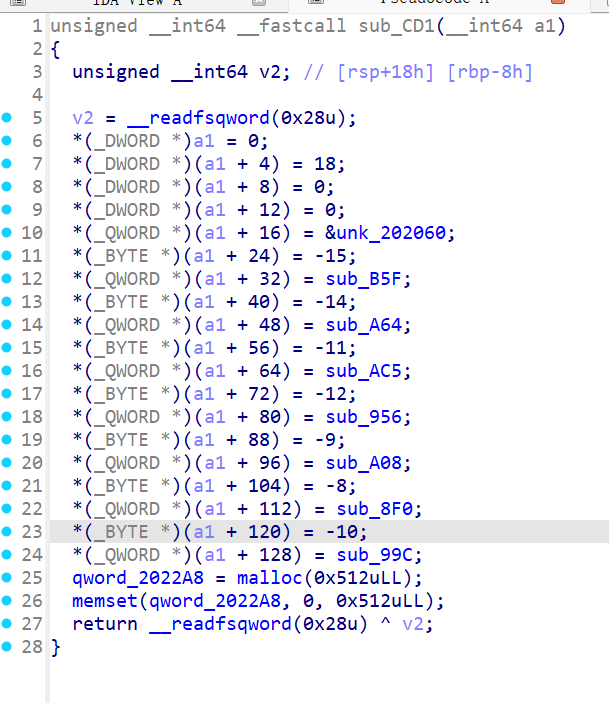 IDA View A
Pseudocode A
1 unsigned __int64 __fastcall sub_CD1(__int64 a1)
2 {
3   unsigned __int64 v2; // [rsp+18h] [rbp-8h]
4
5   v2 = __readfsqword(0x28u);
6   *(_DWORD *)a1 = 0;
7   *(_DWORD *)(a1 + 4) = 18;
8   *(_DWORD *)(a1 + 8) = 0;
9   *(_DWORD *)(a1 + 12) = 0;
10   *(_QWORD *)(a1 + 16) = &unk_202060;
11   *(_BYTE *)(a1 + 24) = -15;
12   *(_QWORD *)(a1 + 32) = sub_B5F;
13   *(_BYTE *)(a1 + 40) = -14;
14   *(_QWORD *)(a1 + 48) = sub_A64;
15   *(_BYTE *)(a1 + 56) = -11;
16   *(_QWORD *)(a1 + 64) = sub_AC5;
17   *(_BYTE *)(a1 + 72) = -12;
18   *(_QWORD *)(a1 + 80) = sub_956;
19   *(_BYTE *)(a1 + 88) = -9;
20   *(_QWORD *)(a1 + 96) = sub_A08;
21   *(_BYTE *)(a1 + 104) = -8;
22   *(_QWORD *)(a1 + 112) = sub_8F0;
23   *(_BYTE *)(a1 + 120) = -10;
24   *(_QWORD *)(a1 + 128) = sub_99C;
25   qword_2022A8 = malloc(0x512uLL);
26   memset(qword_2022A8, 0, 0x512uLL);
27   return __readfsqword(0x28u) ^ v2;
28 }